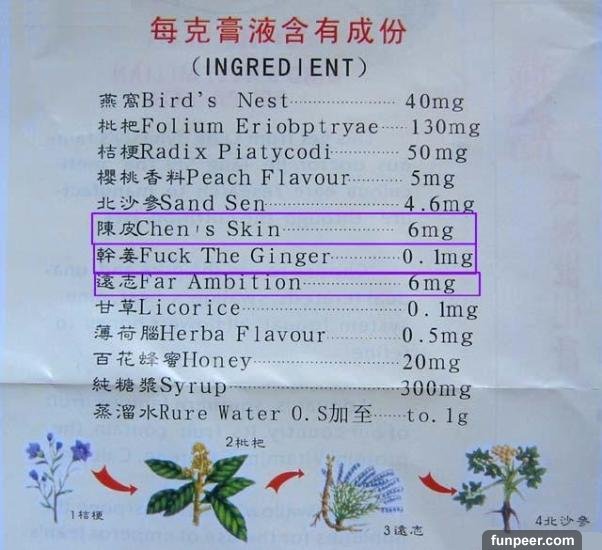 每克膏液含有成份
(INGREDIENT)
燕窩Bird's Nest 40mg
枇杷Folium Eriobptryae 130mg
桔梗Radix Piatycodi 50mg
櫻桃香料Peach Flavour 5mg
北沙參Sand Sen 4.6mg
陳皮Chen's Skin 6mg
幹姜Fuck The Ginger 0.1mg
遠志Far Ambition 6mg
甘草Licorice 0.1mg
薄荷腦Herba Flavour 0.5mg
百花蜂蜜Honey 20mg
純糖漿Syrup 300mg
蒸溜水Rure Water O.S加至 to.1g
2枇杷
1桔梗
3遠志
4北沙參
funpeer.com